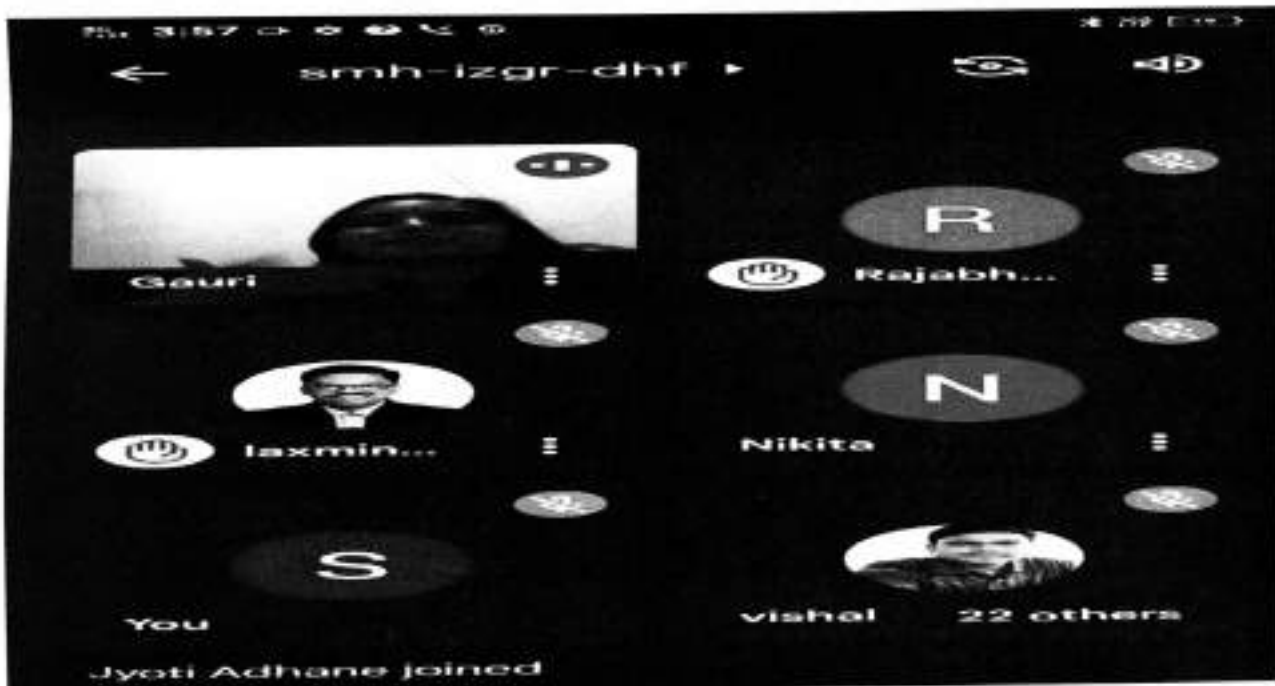 3:57
smh-izgr-dhf
R
Gauri
Rajabh...
N
laxmin...
Nikita
S
You
vishal 22 others
Jyoti Adhane joined